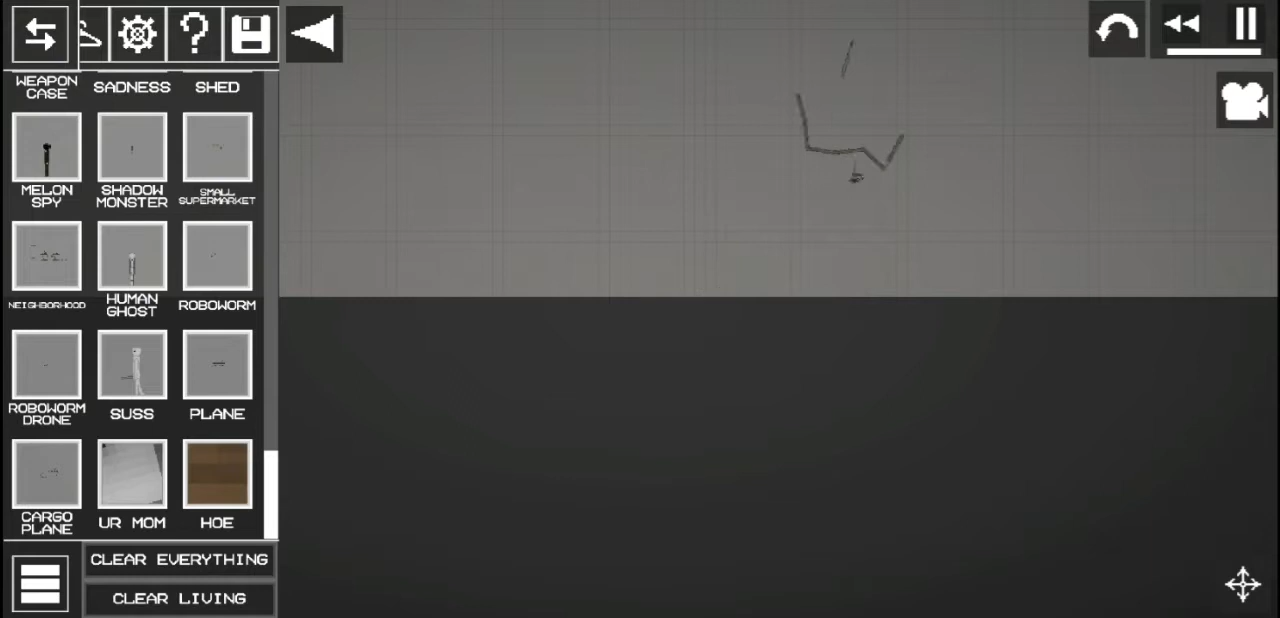 ?
WEAPON
CASE
SADNESS
SHED
MELON
SPY
SHADOW
MONSTER
SMALL
SUPERMARKET
NEIGHBORHOOD
HUMAN
GHOST
ROBOWORM
ROBOWORM
DRONE
SUSS
PLANE
CARGO
PLANE
UR MOM
HOE
CLEAR EVERYTHING
CLEAR LIVING